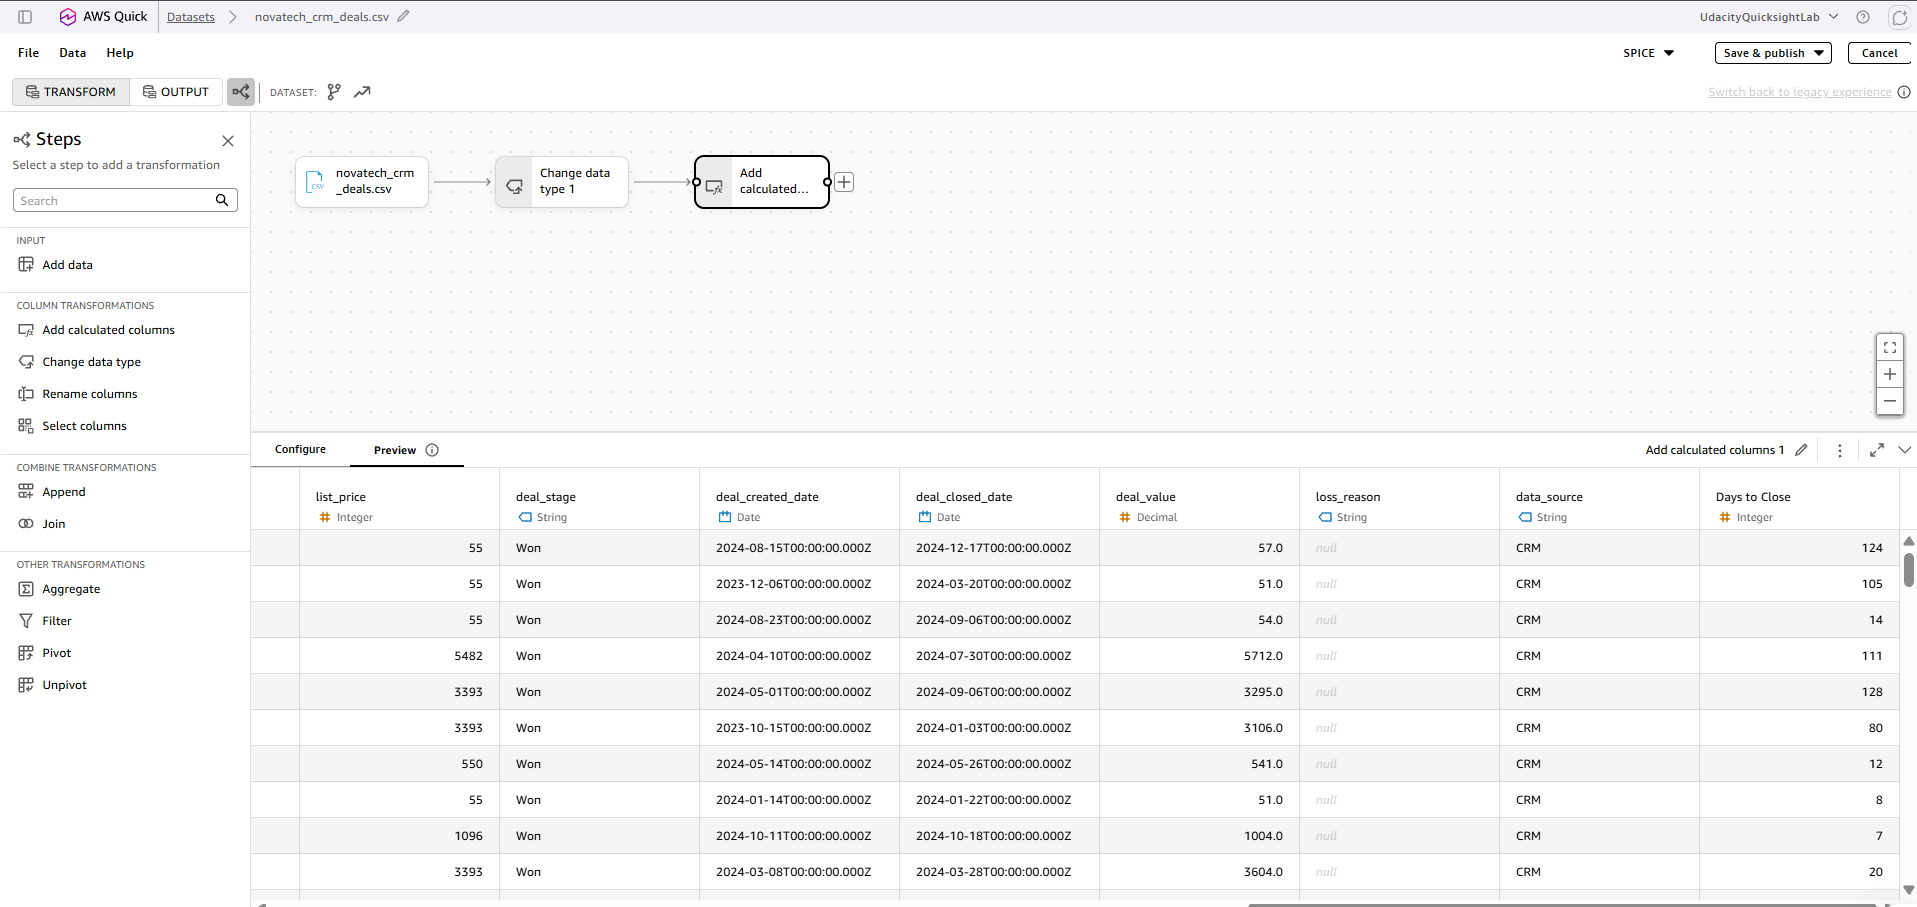 AWS Quick
Datasets
novatech_crm_deals.csv
UdacityQuicksightLab
File
Data
Help
SPICE
Save & publish
Cancel
TRANSFORM
OUTPUT
DATASET:
Switch back to legacy experience
Steps
Select a step to add a transformation
Search
INPUT
Add data
COLUMN TRANSFORMATIONS
Add calculated columns
Change data type
Rename columns
Select columns
COMBINE TRANSFORMATIONS
Append
Join
OTHER TRANSFORMATIONS
Aggregate
Filter
Pivot
Unpivot
CSV
novatech_crm
_deals.csv
Change data
type 1
Add
calculated...
Configure
Preview
Add calculated columns 1
list_price deal_stage deal_created_date deal_closed_date deal_value loss_reason data_source Days to Close
Integer String Date Date Decimal String String Integer
55 Won 2024-08-15T00:00:00.000Z 2024-12-17T00:00:00.000Z 57.0 null CRM 124
55 Won 2023-12-06T00:00:00.000Z 2024-03-20T00:00:00.000Z 51.0 null CRM 105
55 Won 2024-08-23T00:00:00.000Z 2024-09-06T00:00:00.000Z 54.0 null CRM 14
5482 Won 2024-04-10T00:00:00.000Z 2024-07-30T00:00:00.000Z 5712.0 null CRM 111
3393 Won 2024-05-01T00:00:00.000Z 2024-09-06T00:00:00.000Z 3295.0 null CRM 128
3393 Won 2023-10-15T00:00:00.000Z 2024-01-03T00:00:00.000Z 3106.0 null CRM 80
550 Won 2024-05-14T00:00:00.000Z 2024-05-26T00:00:00.000Z 541.0 null CRM 12
55 Won 2024-01-14T00:00:00.000Z 2024-01-22T00:00:00.000Z 51.0 null CRM 8
1096 Won 2024-10-11T00:00:00.000Z 2024-10-18T00:00:00.000Z 1004.0 null CRM 7
3393 Won 2024-03-08T00:00:00.000Z 2024-03-28T00:00:00.000Z 3604.0 null CRM 20